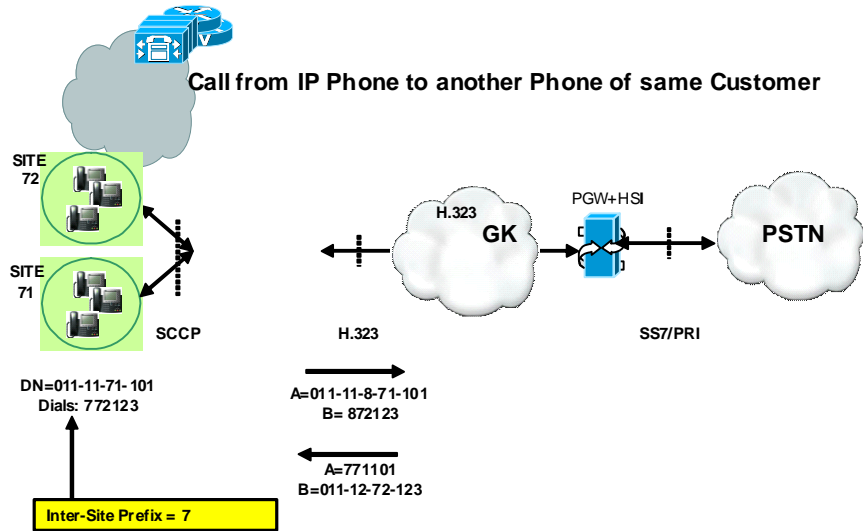 Call from IP Phone to another Phone of same Customer
SITE
72
SITE
71
SCCP
H.323
GK
PGW+HSI
PSTN
H.323
SS7/PRI
DN=011-11-71-101
Dials: 772123
A=011-11-8-71-101
B= 872123
A=771101
B=011-12-72-123
Inter-Site Prefix = 7
V